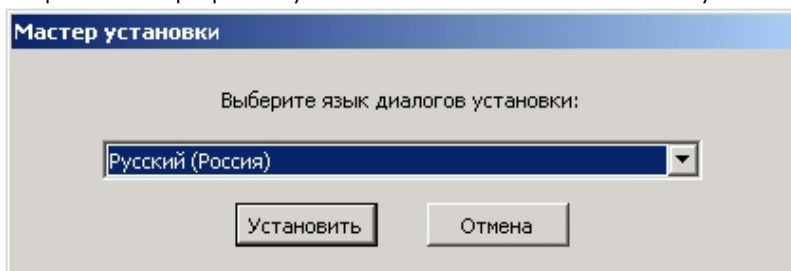 Мастер установки
Выберите язык диалогов установки:
Русский (Россия)
Установить
Отмена